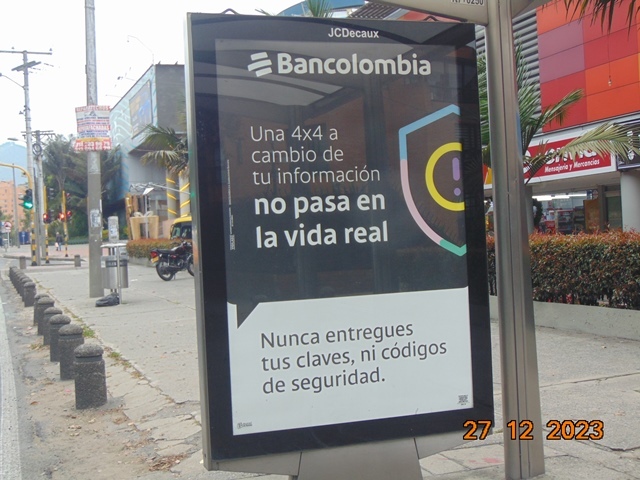 JCDecaux
Bancolombia
Una 4x4 a
cambio de
tu información
no pasa en
la vida real
Nunca entregues
tus claves, ni códigos
de seguridad.
Mensajería y Mercancías
27 12 2023